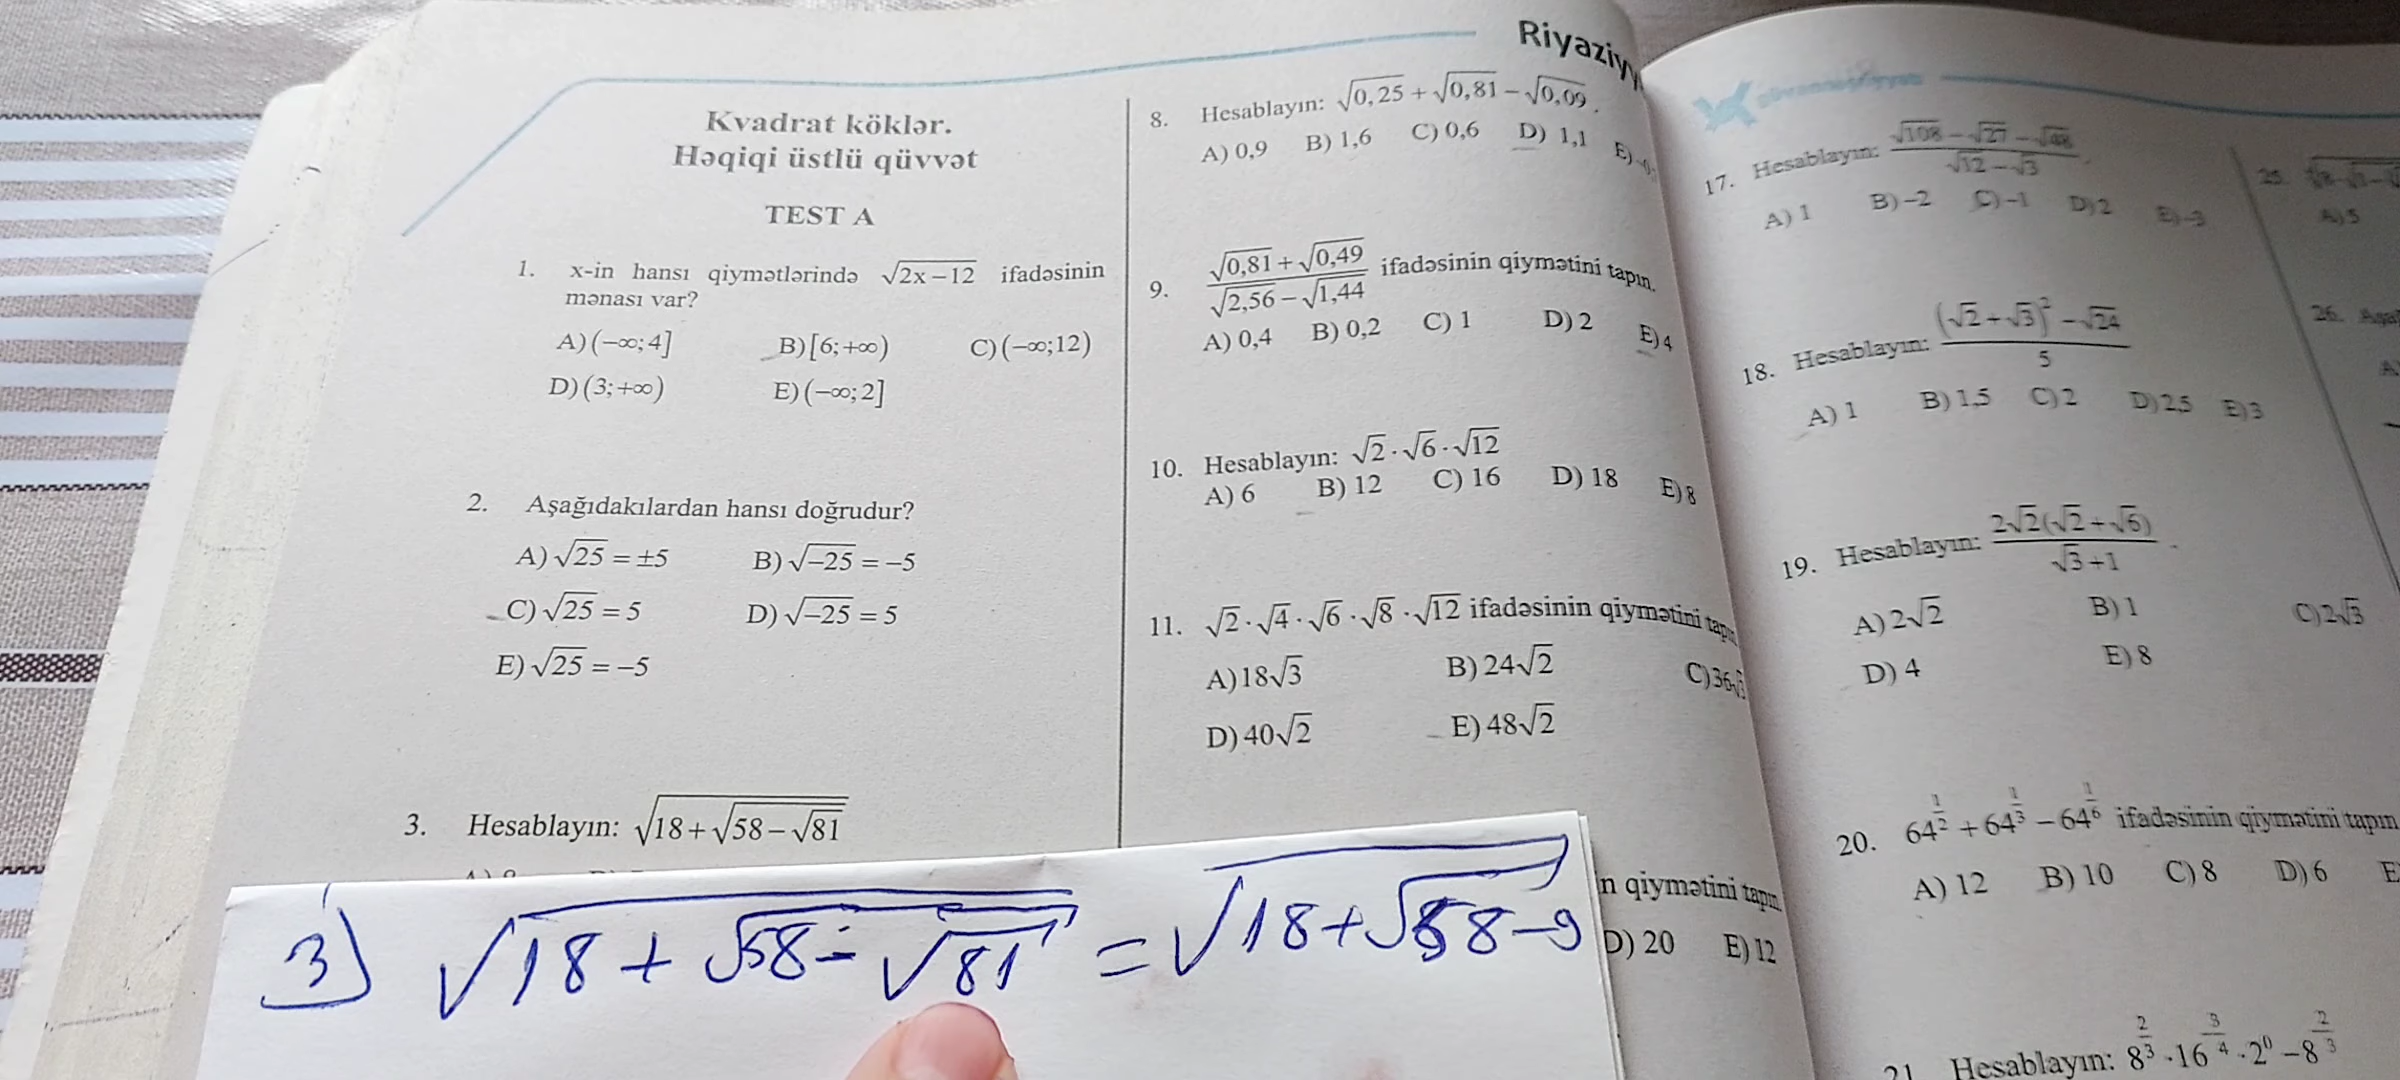 Riyaziyy
Kvadrat köklər.
Həqiqi üstlü qüvvət
TEST A
1. x-in hansı qiymətlərində √(2x−12) ifadəsinin
mənası var?
A) (−∞; 4] B) [6; +∞) C) (−∞; 12)
D) (3; +∞) E) (−∞; 2]
2. Aşağıdakılardan hansı doğrudur?
A) √25 = ±5 B) √(−25) = −5
C) √25 = 5 D) √(−25) = 5
E) √25 = −5
3. Hesablayın: √(18+√(58−√81))
3) √(18 + √(58 − √81)) = √(18+√(58−9))
8. Hesablayın: √0,25 + √0,81 − √0,09.
A) 0,9 B) 1,6 C) 0,6 D) 1,1 E)
9. (√0,81 + √0,49)/(√2,56 − √1,44) ifadəsinin qiymətini tapın.
A) 0,4 B) 0,2 C) 1 D) 2 E) 4
10. Hesablayın: √2 · √6 · √12
A) 6 B) 12 C) 16 D) 18 E) 8
11. √2 · √4 · √6 · √8 · √12 ifadəsinin qiymətini
A) 18√3 B) 24√2 C)
D) 40√2 E) 48√2
n qiymətini tapın.
D) 20 E) 12
17. Hesablayın: (√108 − √27 − √48)/(√12 − √3).
A) 1 B) −2 C) −1 D) 2 E) −3
18. Hesablayın: ((√2 + √3)² − √24)/5
A) 1 B) 1,5 C) 2 D) 2,5 E) 3
19. Hesablayın: 2√2(√2 + √6)/(√3 + 1).
A) 2√2 B) 1 C) 2√3
D) 4 E) 8
20. 64^(1/2) + 64^(1/3) − 64^(1/6) ifadəsinin qiymətini tapın
A) 12 B) 10 C) 8 D) 6 E
21 Hesablayın: 8^(2/3) · 16^(3/4) · 2⁰ − 8^(2/3)
25.
A) 5
26.